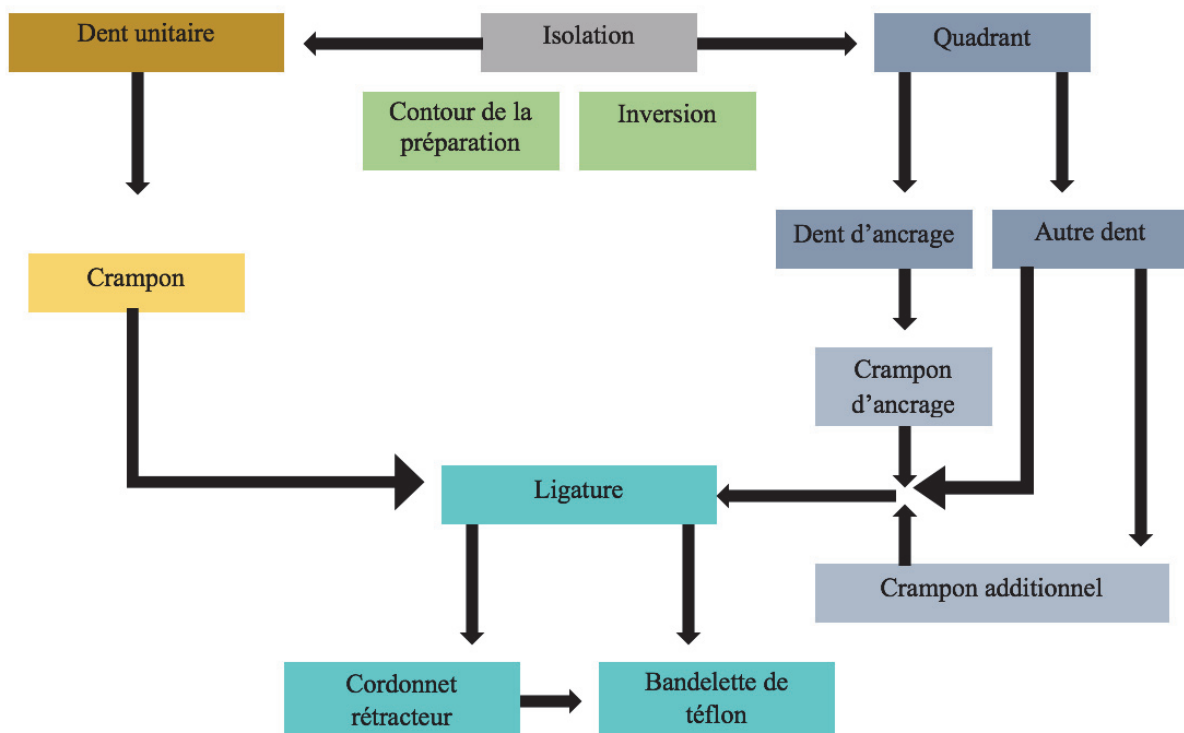 Dent unitaire
Isolation
Quadrant
Contour de la
préparation
Inversion
Dent d’ancrage
Autre dent
Crampon
Crampon
d’ancrage
Ligature
Crampon additionnel
Cordonnet
rétracteur
Bandelette de
téflon